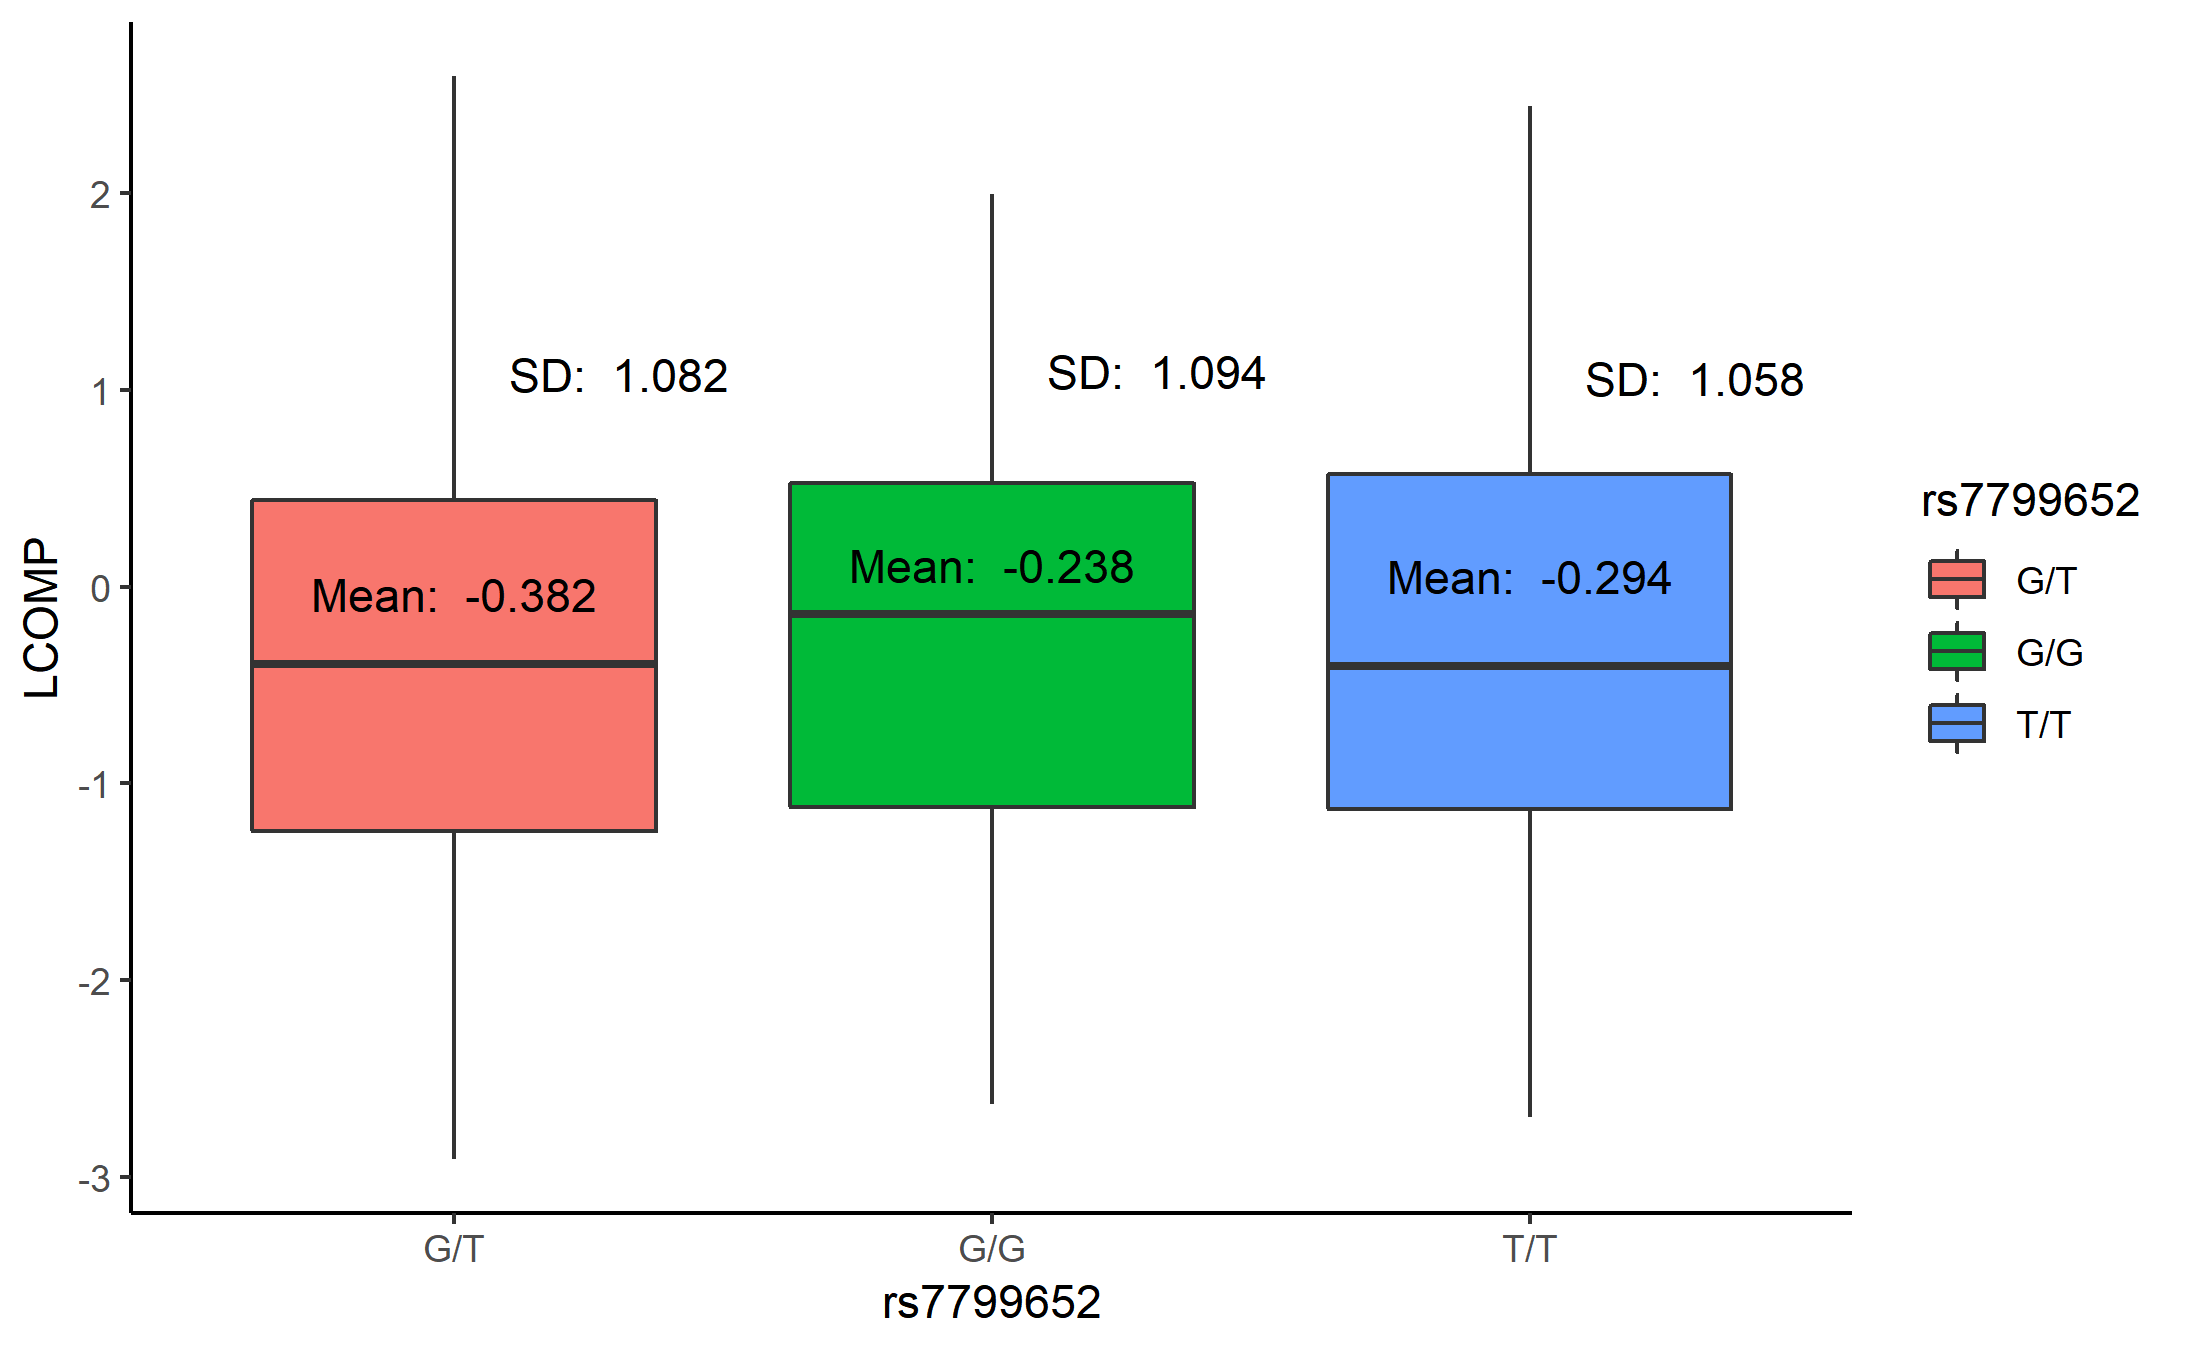 LCOMP
2
1
0
-1
-2
-3
SD: 1.082
SD: 1.094
SD: 1.058
Mean: -0.382
Mean: -0.238
Mean: -0.294
G/T
G/G
T/T
rs7799652
rs7799652
G/T
G/G
T/T